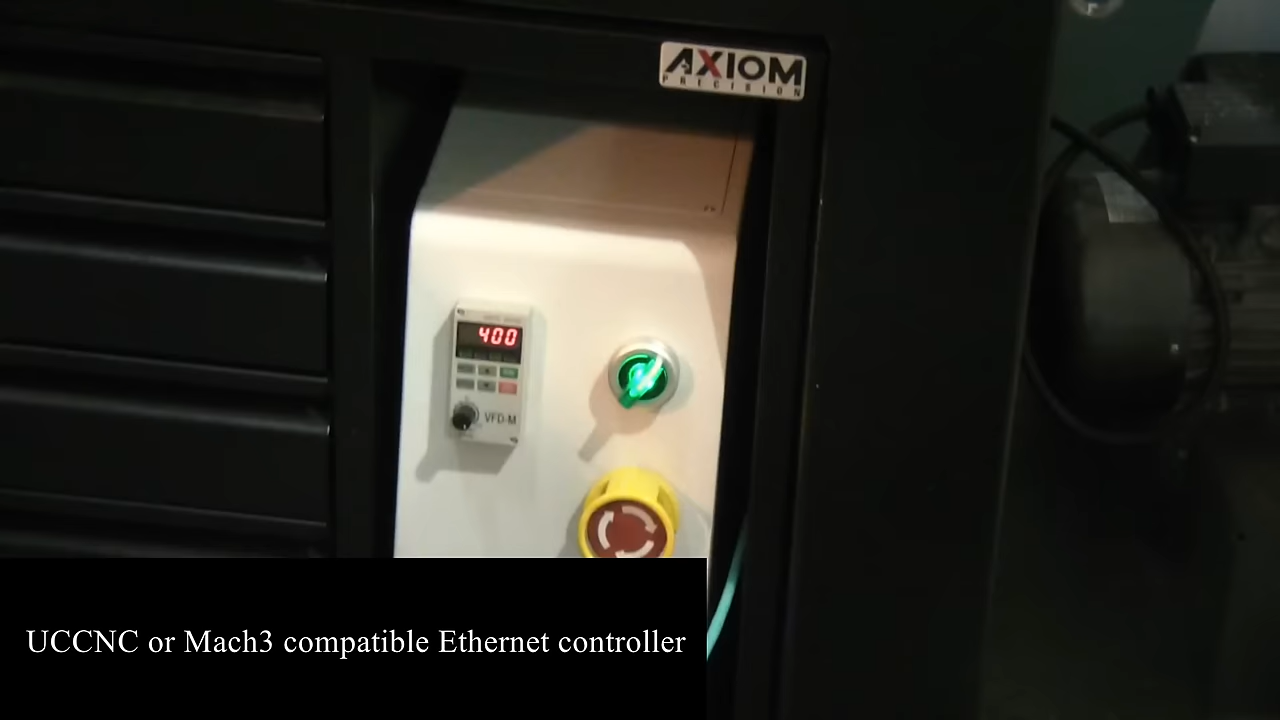 AXIOM
PRECISION
400
VFD-M
UCCNC or Mach3 compatible Ethernet controller